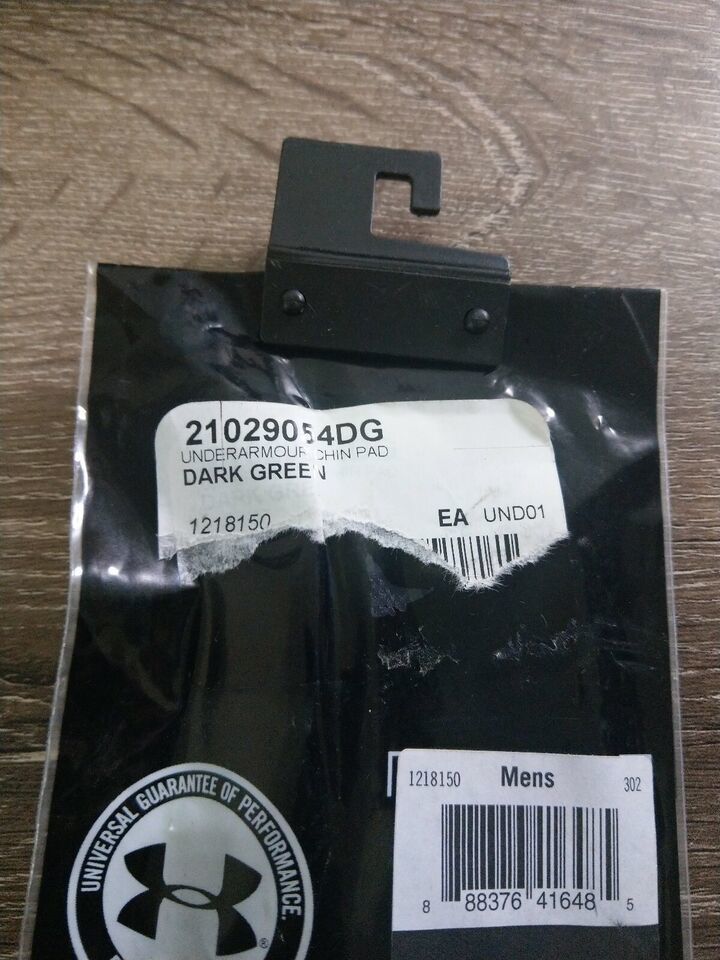 21029054DG
UNDERARMOUR CHIN PAD
DARK GREEN
1218150
EA UND01
1218150 Mens 302
8 88376 41648 5
UNIVERSAL GUARANTEE OF PERFORMANCE.
®